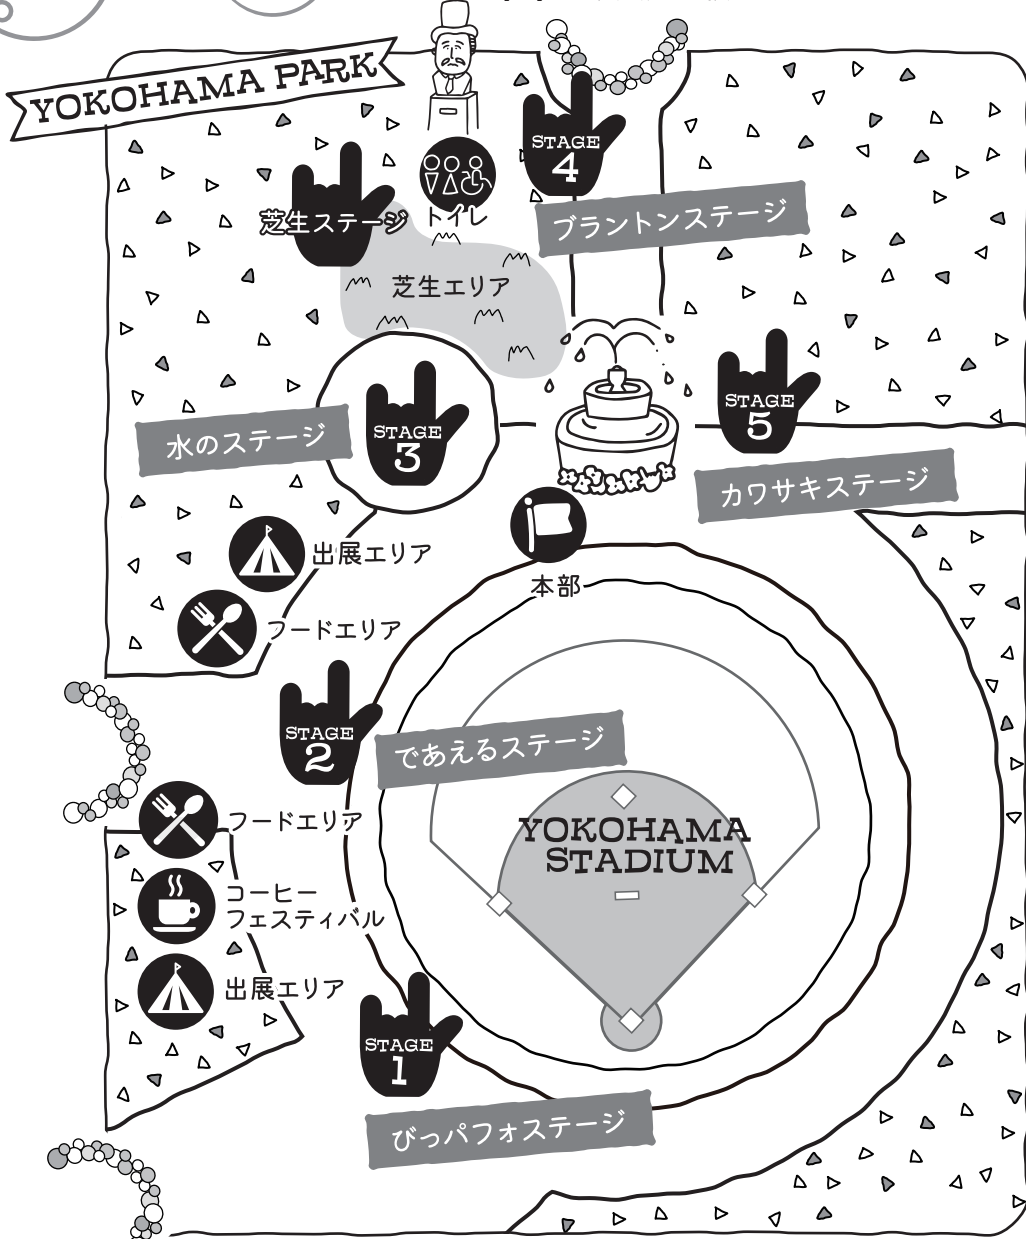 YOKOHAMA PARK
STAGE
4
芝生ステージ
トイレ
ブラントンステージ
芝生エリア
STAGE
5
STAGE
3
水のステージ
カワサキステージ
出展エリア
本部
フードエリア
STAGE
2
であえるステージ
フードエリア
YOKOHAMA
STADIUM
コーヒー
フェスティバル
出展エリア
STAGE
1
びっパフォステージ